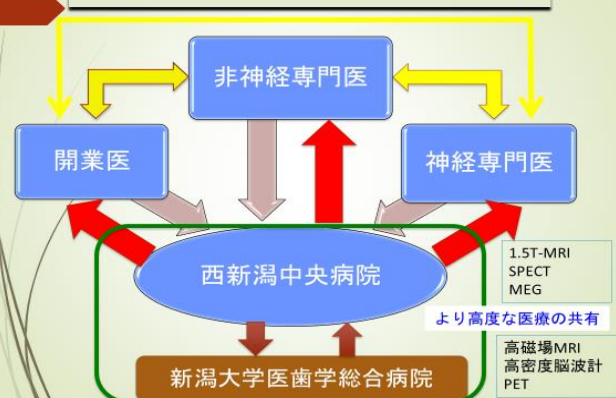 非神経専門医
開業医
神経専門医
西新潟中央病院
1.5T-MRI
SPECT
MEG
より高度な医療の共有
新潟大学医歯学総合病院
高磁場MRI
高密度脳波計
PET